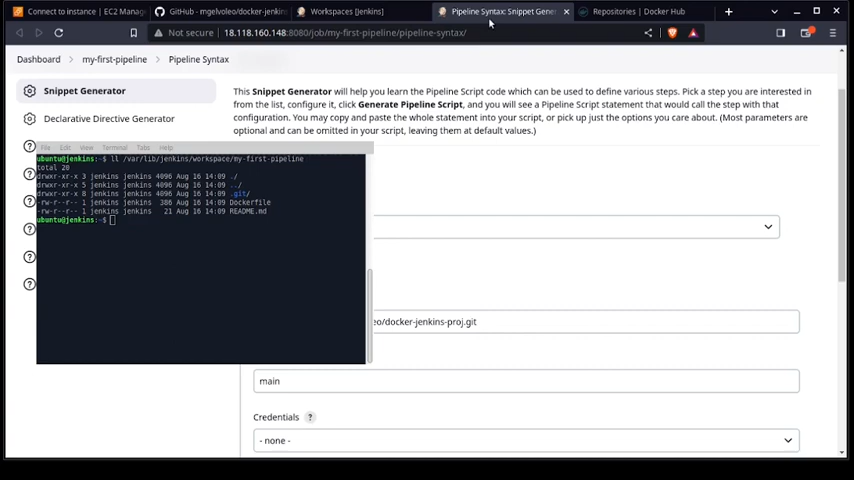 Connect to instance | EC2 Manag
GitHub - mgelvoleo/docker-jenkins
Workspaces [Jenkins]
Pipeline Syntax: Snippet Gene
Repositories | Docker Hub
Not secure
18.118.160.148:8080/job/my-first-pipeline/pipeline-syntax/
Dashboard
my-first-pipeline
Pipeline Syntax
Snippet Generator
Declarative Directive Generator
This Snippet Generator will help you learn the Pipeline Script code which can be used to define various steps. Pick a step you are interested in
from the list, configure it, click Generate Pipeline Script, and you will see a Pipeline Script statement that would call the step with that
configuration. You may copy and paste the whole statement into your script, or pick up just the options you care about. (Most parameters are
optional and can be omitted in your script, leaving them at default values.)
File Edit View Terminal Tabs Help
ubuntu@jenkins:~$ ll /var/lib/jenkins/workspace/my-first-pipeline
total 20
drwxr-xr-x 3 jenkins jenkins 4096 Aug 16 14:09 ./
drwxr-xr-x 5 jenkins jenkins 4096 Aug 16 14:09 ../
drwxr-xr-x 8 jenkins jenkins 4096 Aug 16 14:09 .git/
-rw-r--r-- 1 jenkins jenkins 386 Aug 16 14:09 Dockerfile
-rw-r--r-- 1 jenkins jenkins 21 Aug 16 14:09 README.md
ubuntu@jenkins:~$
eo/docker-jenkins-proj.git
main
Credentials ?
- none -